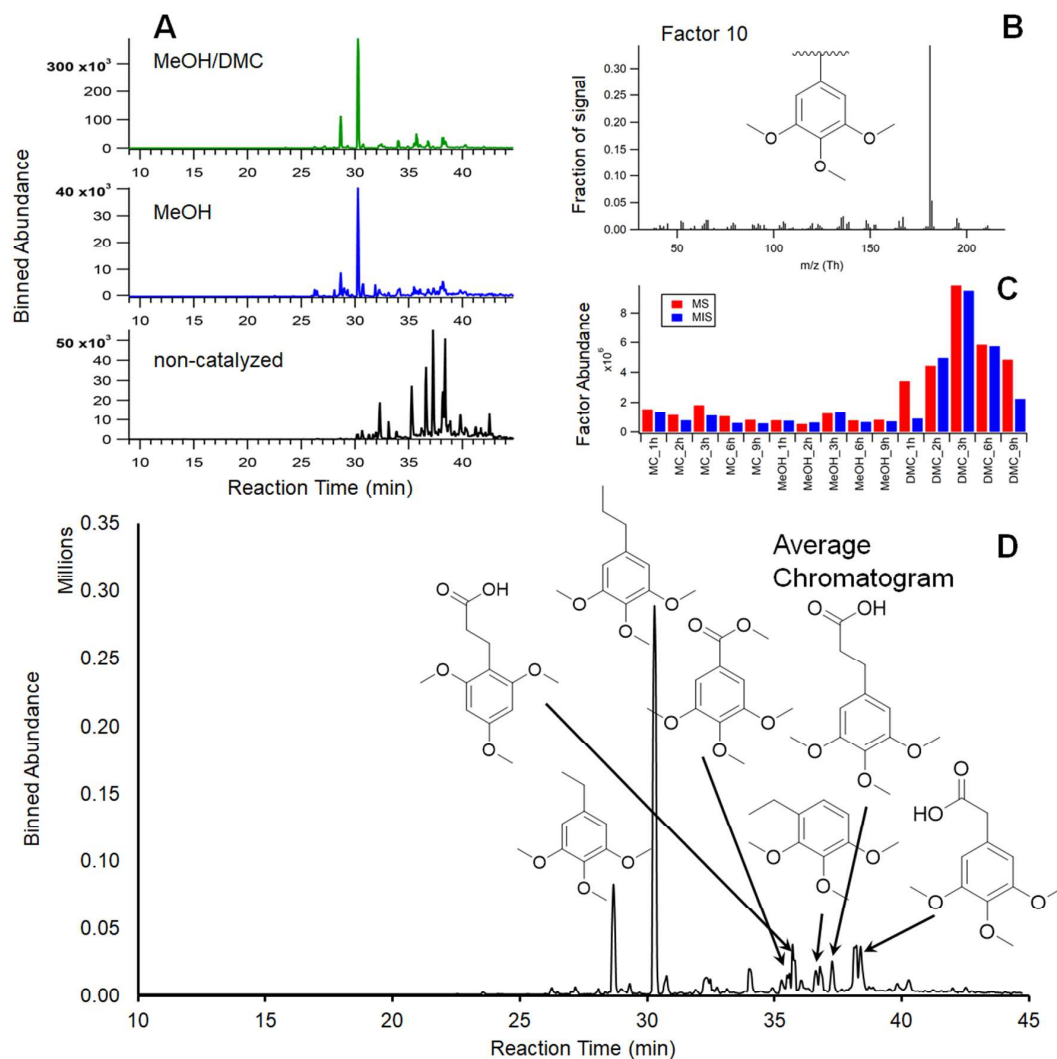 A
MeOH/DMC
300 x10³
200
100
0
10 15 20 25 30 35 40
MeOH
40 x10³
30
20
10
0
10 15 20 25 30 35 40
non-catalyzed
50 x10³
40
30
20
10
0
10 15 20 25 30 35 40
Binned Abundance
Reaction Time (min)
Factor 10
B
0.30
0.25
0.20
0.15
0.10
0.05
0.00
Fraction of signal
O O
O
50 100 150 200
m/z (Th)
C
MS
MIS
8
6
4
2
0
Factor Abundance
x10⁶
MC_1h
MC_2h
MC_3h
MC_6h
MC_9h
MeOH_1h
MeOH_2h
MeOH_3h
MeOH_6h
MeOH_9h
DMC_1h
DMC_2h
DMC_3h
DMC_6h
DMC_9h
D
Average
Chromatogram
Millions
Binned Abundance
0.35
0.30
0.25
0.20
0.15
0.10
0.05
0.00
O OH
O O
O
O O
O
O O
O
O O
O
O O
O O
O
O O
O
O OH
O O
O
O
HO
O O
O
10 15 20 25 30 35 40 45
Reaction Time (min)